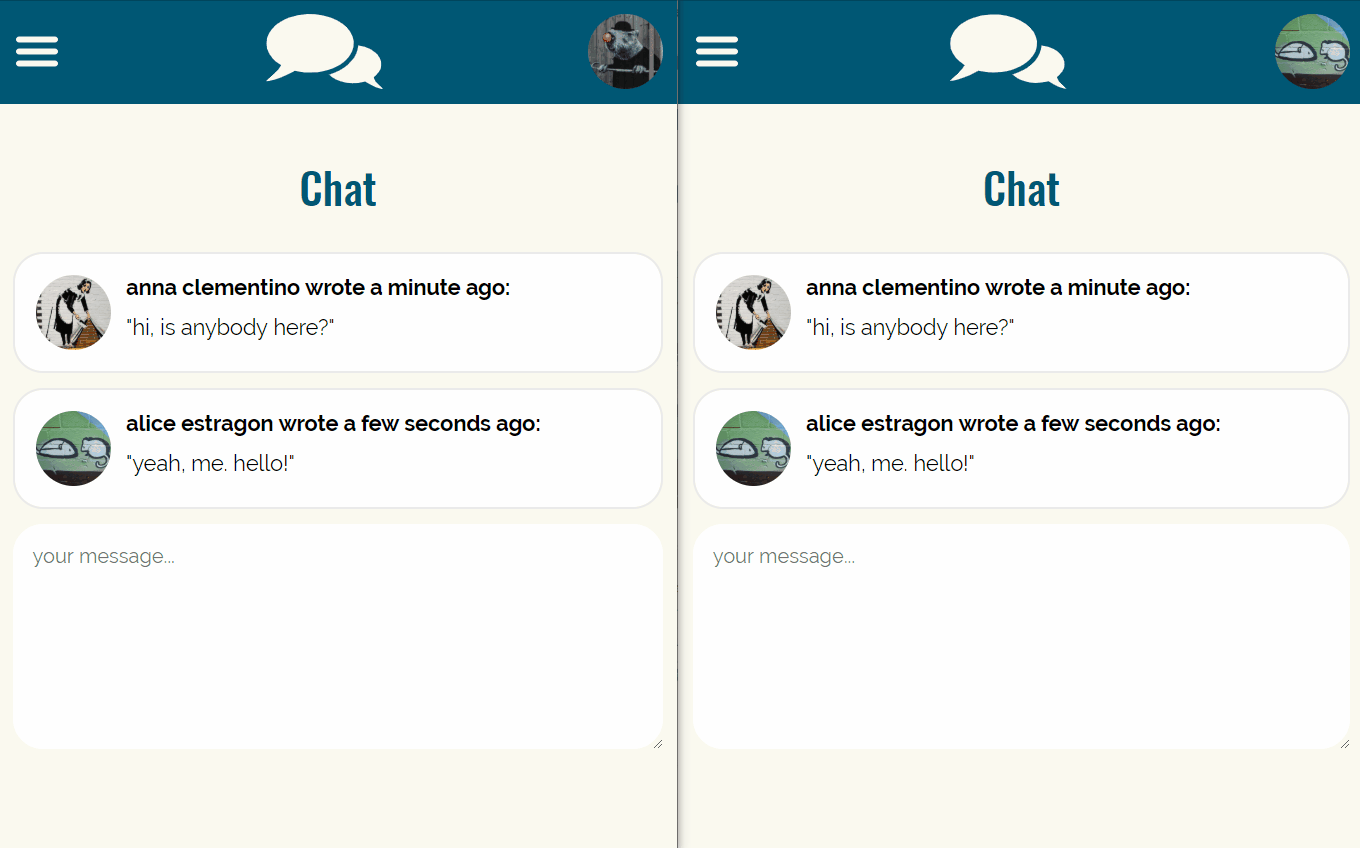 Chat
anna clementino wrote a minute ago:
"hi, is anybody here?"
alice estragon wrote a few seconds ago:
"yeah, me. hello!"
your message...
Chat
anna clementino wrote a minute ago:
"hi, is anybody here?"
alice estragon wrote a few seconds ago:
"yeah, me. hello!"
your message...